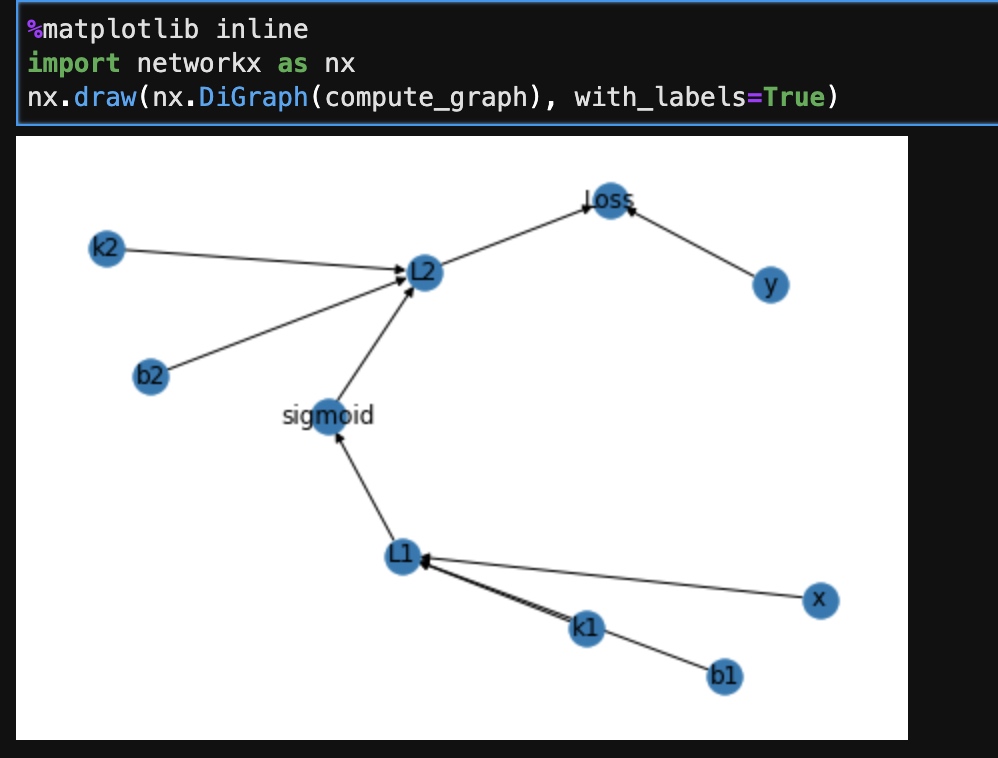 %matplotlib inline
import networkx as nx
nx.draw(nx.DiGraph(compute_graph), with_labels=True)
Loss
k2
L2
y
b2
sigmoid
L1
x
k1
b1